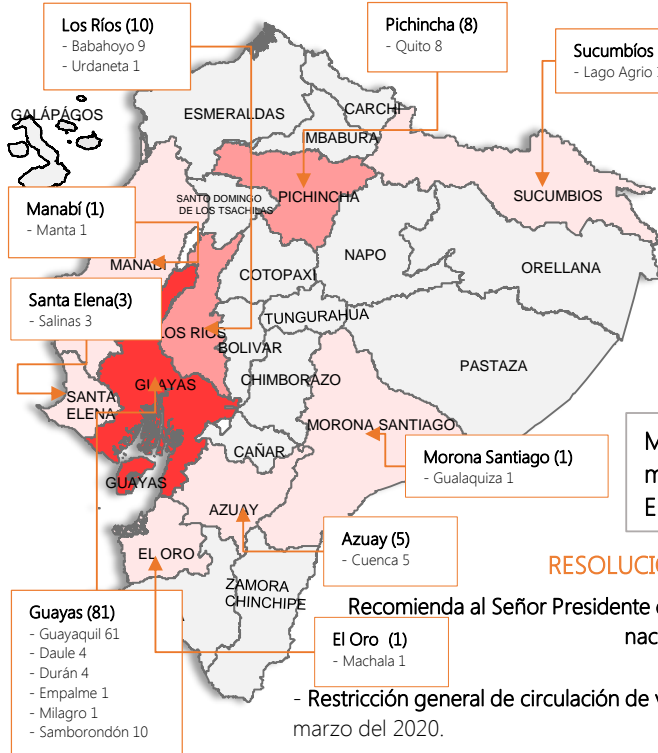 Los Ríos (10)
- Babahoyo 9
- Urdaneta 1
Pichincha (8)
- Quito 8
Sucumbíos
- Lago Agrio
GALÁPAGOS
ESMERALDAS
CARCHI
MBABURA
SANTO DOMINGO
DE LOS TSACHILAS
PICHINCHA
SUCUMBIOS
Manabí (1)
- Manta 1
MANABI
NAPO
COTOPAXI
ORELLANA
Santa Elena(3)
- Salinas 3
OS RIOS
TUNGURAHUA
BOLIVAR
PASTAZA
CHIMBORAZO
GUAYAS
SANTA
ELENA
MORONA SANTIAGO
CAÑAR
Morona Santiago (1)
- Gualaquiza 1
GUAYAS
AZUAY
Azuay (5)
- Cuenca 5
EL ORO
ZAMORA
CHINCHIPE
RESOLUCI
Recomienda al Señor Presidente
nac
Guayas (81)
- Guayaquil 61
- Daule 4
- Durán 4
- Empalme 1
- Milagro 1
- Samborondón 10
El Oro (1)
- Machala 1
- Restricción general de circulación de v
marzo del 2020.